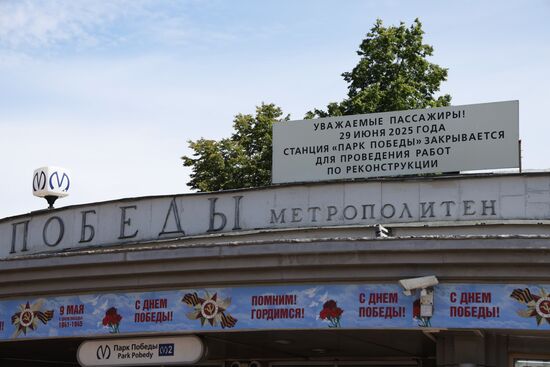 УВАЖАЕМЫЕ ПАССАЖИРЫ!
29 ИЮНЯ 2025 ГОДА
СТАНЦИЯ «ПАРК ПОБЕДЫ» ЗАКРЫВАЕТСЯ
ДЛЯ ПРОВЕДЕНИЯ РАБОТ
ПО РЕКОНСТРУКЦИИ
ПОБЕДЫ МЕТРОПОЛИТЕН
9 МАЯ
1941-1945
С ДНЕМ
ПОБЕДЫ!
ПОМНИМ!
ГОРДИМСЯ!
С ДНЕМ
ПОБЕДЫ!
С ДНЕМ
ПОБЕДЫ!
Парк Победы 2
Park Pobedy